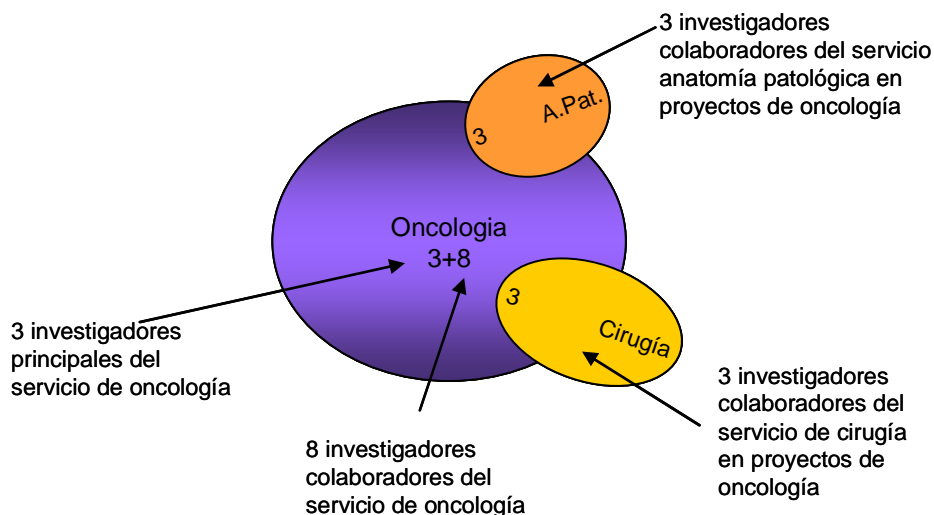 3 investigadores
colaboradores del servicio
anatomía patológica en
proyectos de oncología
A.Pat.
3
Oncologia
3+8
3
Cirugía
3 investigadores
principales del
servicio de oncología
8 investigadores
colaboradores del
servicio de oncología
3 investigadores
colaboradores del
servicio de cirugía
en proyectos de
oncología